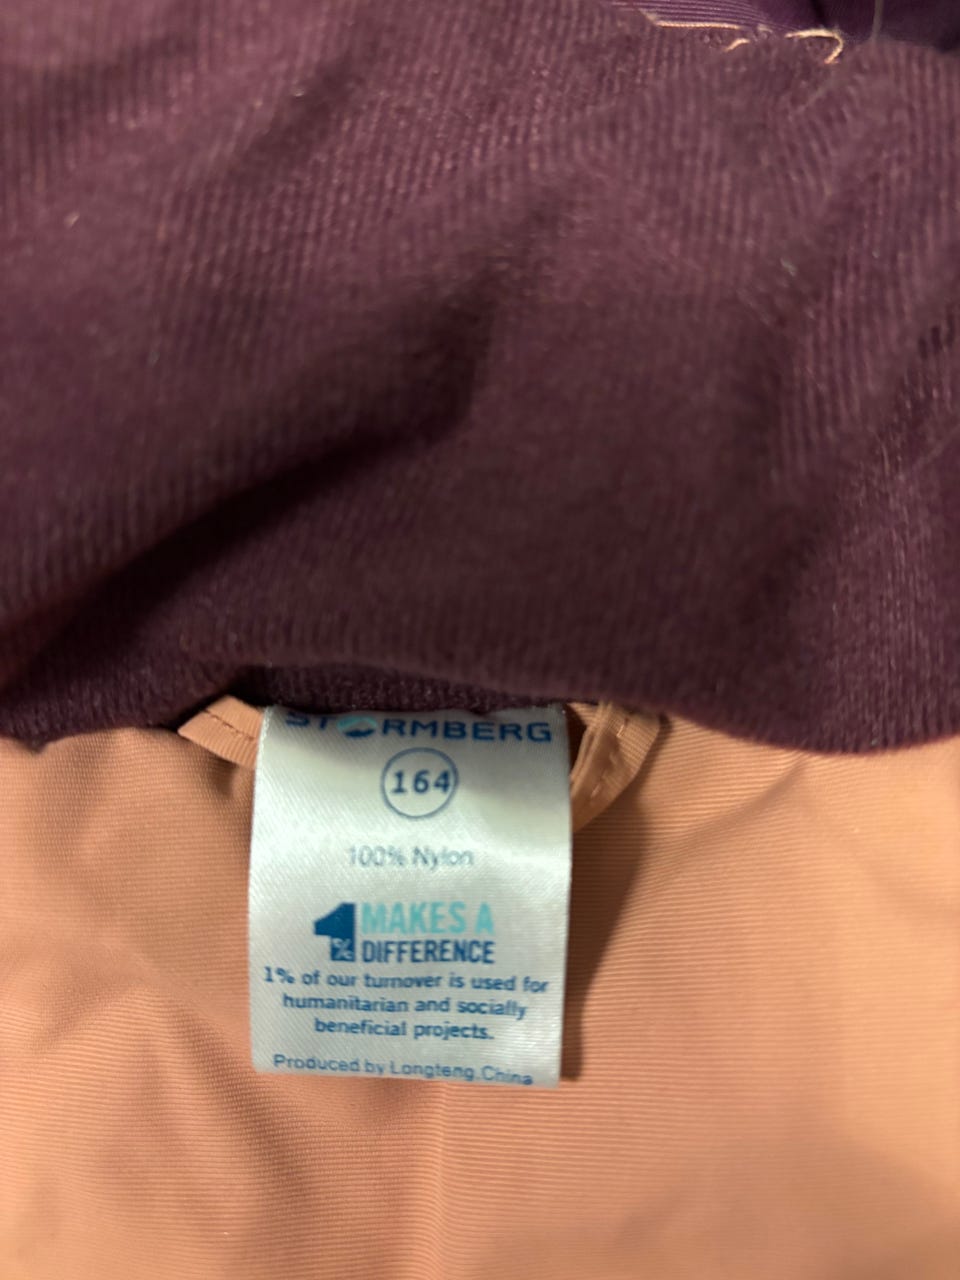 STORMBERG
164
100% Nylon
1% MAKES A
DIFFERENCE
1% of our turnover is used for
humanitarian and socially
beneficial projects.
Produced by Longteng,China